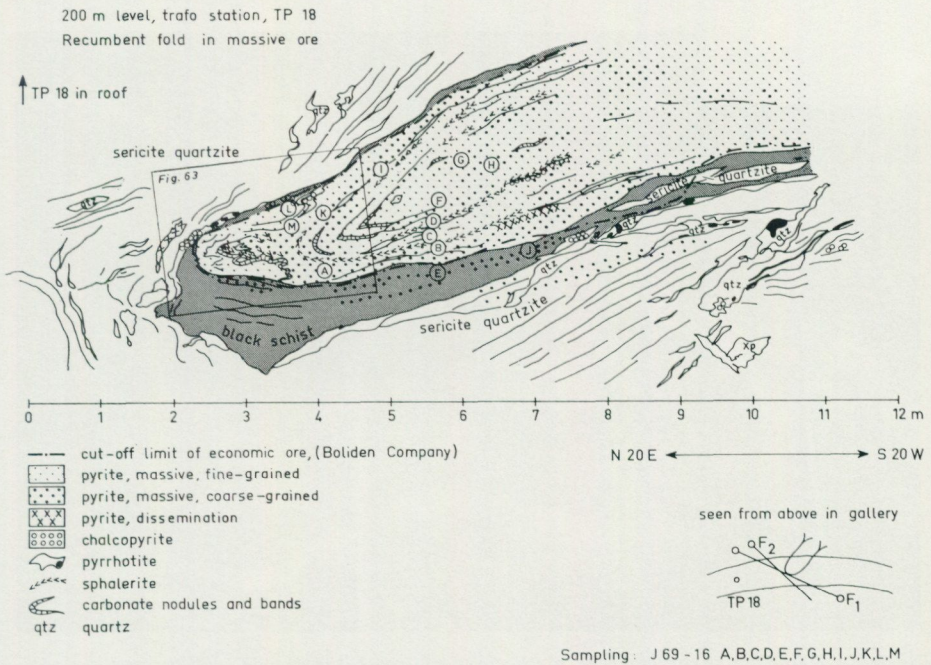 200 m level, trafo station, TP 18
Recumbent fold in massive ore
TP 18 in roof
sericite quartzite
Fig. 63
qtz
qtz
qtz
I
G
H
L
K
M
F
D
C
B
A
E
J
sericite quartzite
qtz
qtz
qtz
qtz
qtz
black schist
sericite quartzite
xp
0 1 2 3 4 5 6 7 8 9 10 11 12 m
cut-off limit of economic ore, (Boliden Company)
pyrite, massive, fine-grained
pyrite, massive, coarse-grained
pyrite, dissemination
chalcopyrite
pyrrhotite
sphalerite
carbonate nodules and bands
qtz quartz
N 20 E S 20 W
seen from above in gallery
F2
TP 18
F1
Sampling: J 69 - 16 A,B,C,D,E,F,G,H,I,J,K,L,M